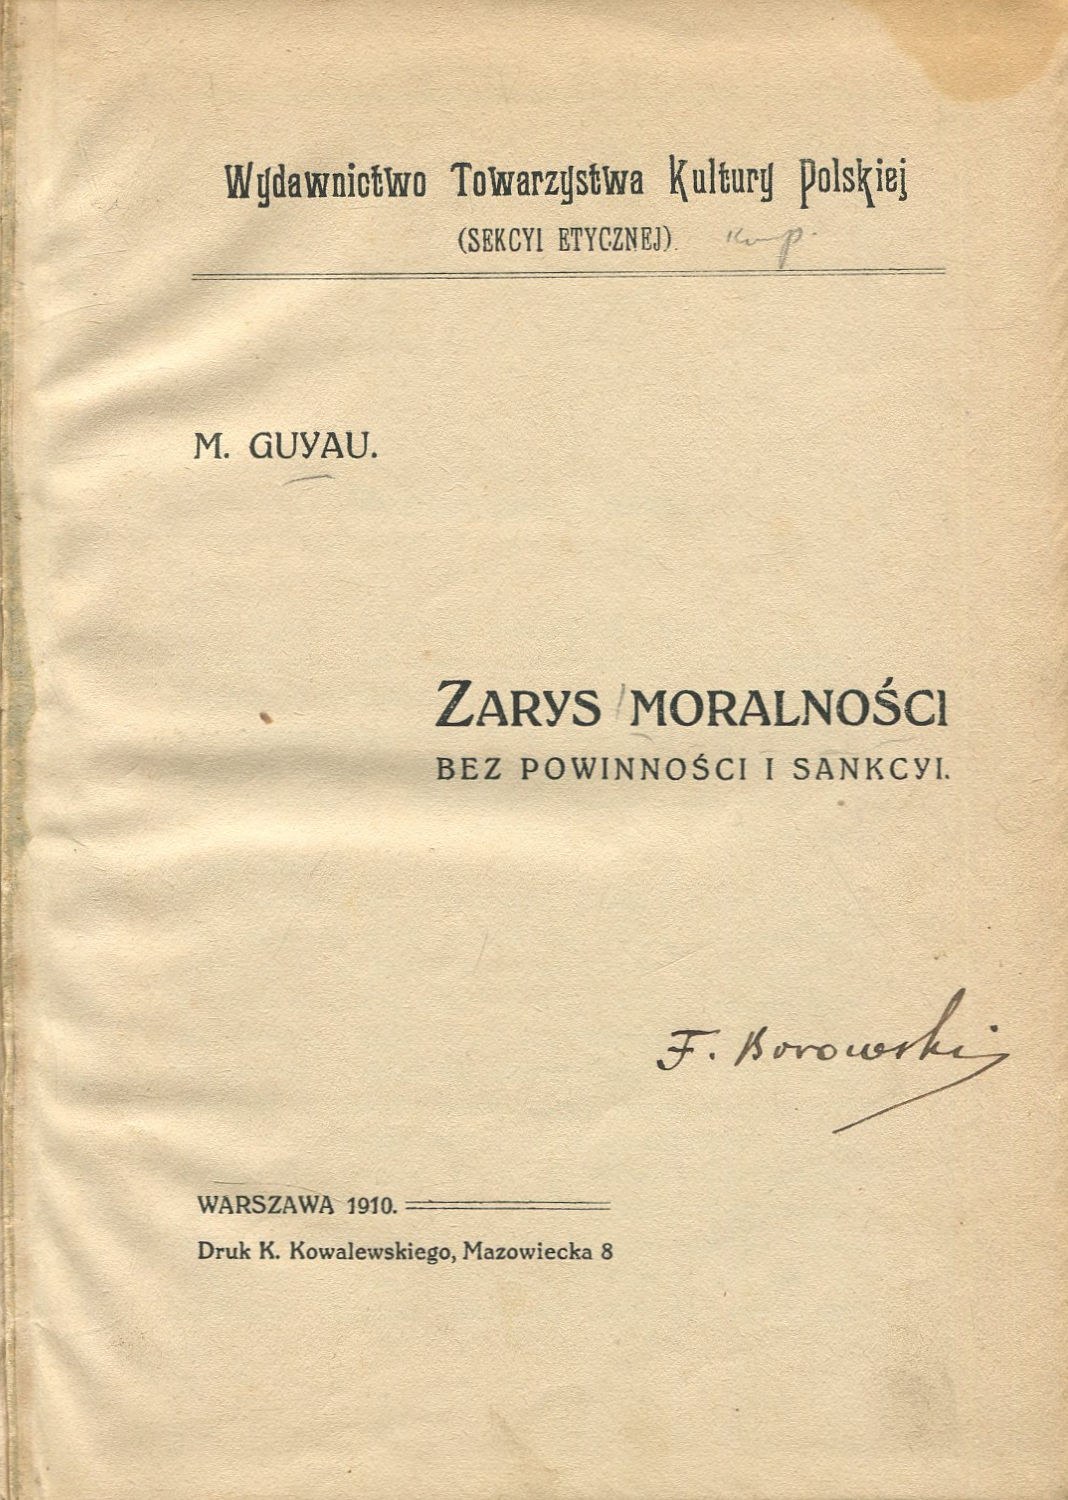 Wydawnictwo Towarzystwa Kultury Polskiej
(SEKCYI ETYCZNEJ).
M. GUYAU.
ZARYS MORALNOŚCI
BEZ POWINNOŚCI I SANKCYI.
F. Borowski
WARSZAWA 1910.
Druk K. Kowalewskiego, Mazowiecka 8